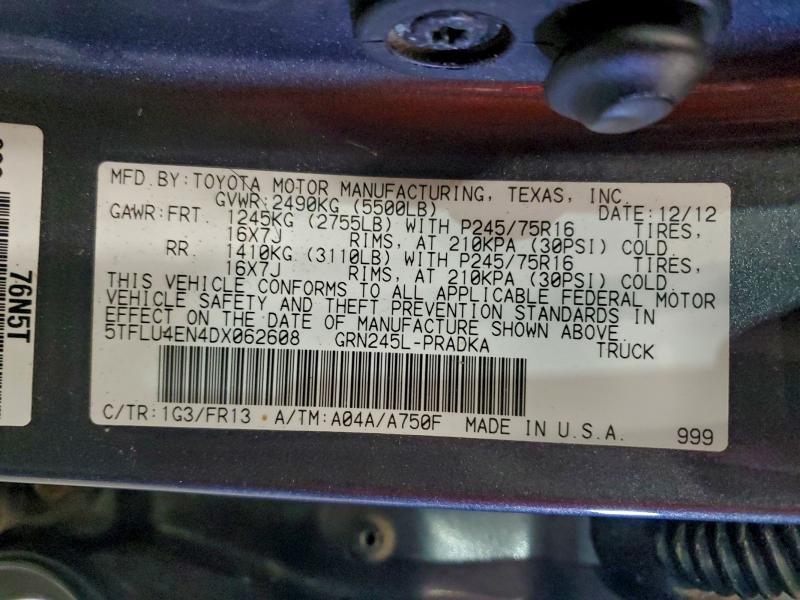 MFD.BY:TOYOTA MOTOR MANUFACTURING, TEXAS, INC.
GVWR:2490KG (5500LB) DATE:12/12
GAWR:FRT. 1245KG (2755LB) WITH P245/75R16 TIRES,
16X7J RIMS, AT 210KPA (30PSI) COLD.
RR. 1410KG (3110LB) WITH P245/75R16 TIRES,
16X7J RIMS, AT 210KPA (30PSI) COLD.
THIS VEHICLE CONFORMS TO ALL APPLICABLE FEDERAL MOTOR
VEHICLE SAFETY AND THEFT PREVENTION STANDARDS IN
EFFECT ON THE DATE OF MANUFACTURE SHOWN ABOVE.
5TFLU4EN4DX062608 GRN245L-PRADKA TRUCK
C/TR:1G3/FR13 A/TM:A04A/A750F MADE IN U.S.A. 999
76N5T